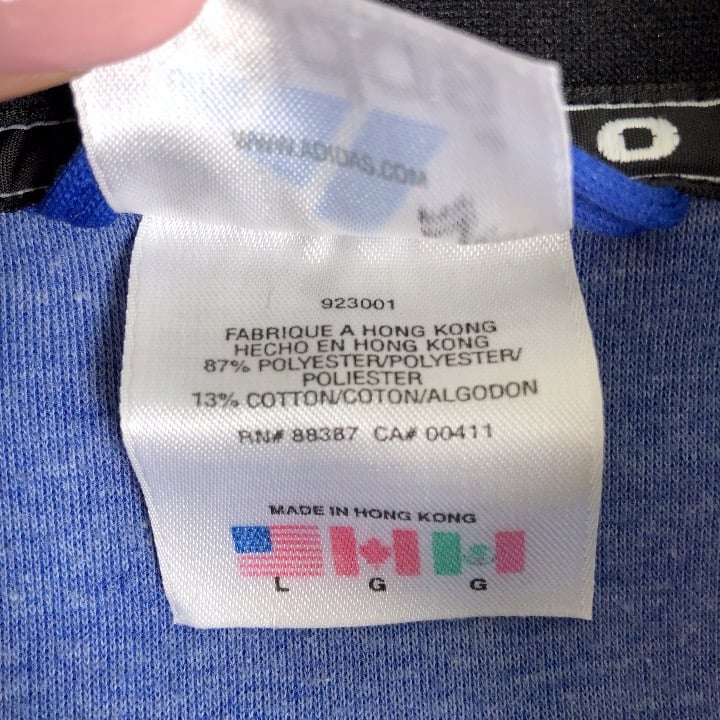 WWW.ADIDAS.COM
O
923001
FABRIQUE A HONG KONG
HECHO EN HONG KONG
87% POLYESTER/POLYESTER/
POLIESTER
13% COTTON/COTON/ALGODON
RN# 88387 CA# 00411
MADE IN HONG KONG
L G G